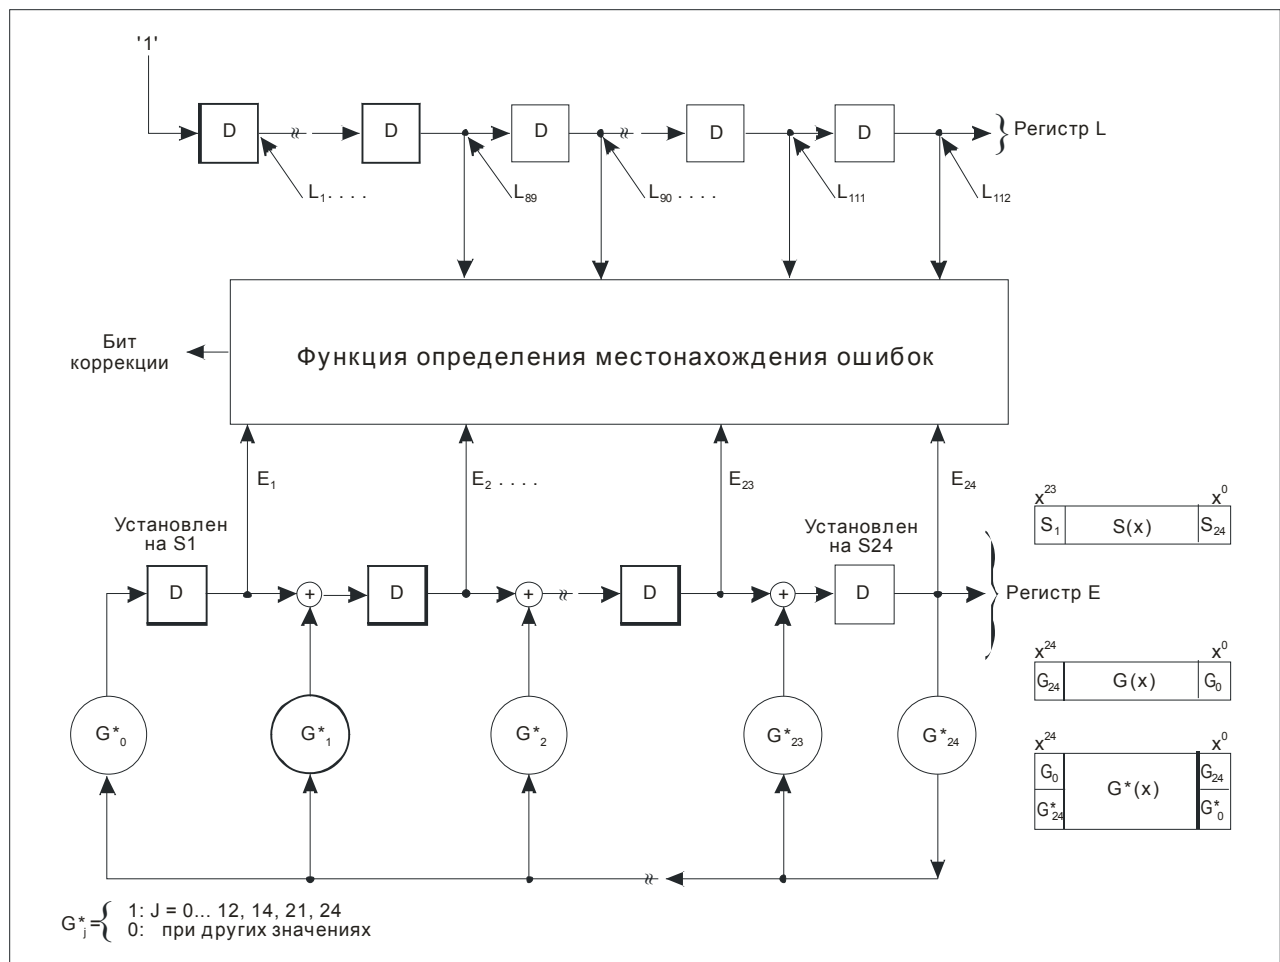 '1'
D D D D D
Регистр L
L₁. . . . L₈₉ L₉₀ . . . . L₁₁₁ L₁₁₂
Бит
коррекции
Функция определения местонахождения ошибок
E₁ E₂ . . . . E₂₃ E₂₄
x²³ x⁰
S₁ S(x) S₂₄
Установлен
на S1
Установлен
на S24
D + D + D + D
Регистр E
x²⁴ x⁰
G₂₄ G(x) G₀
G*₀ G*₁ G*₂ G*₂₃ G*₂₄
x²⁴ x⁰
G₀ G*(x) G₂₄
G*₂₄ G*₀
G*ⱼ={ 1: J = 0... 12, 14, 21, 24
0: при других значениях